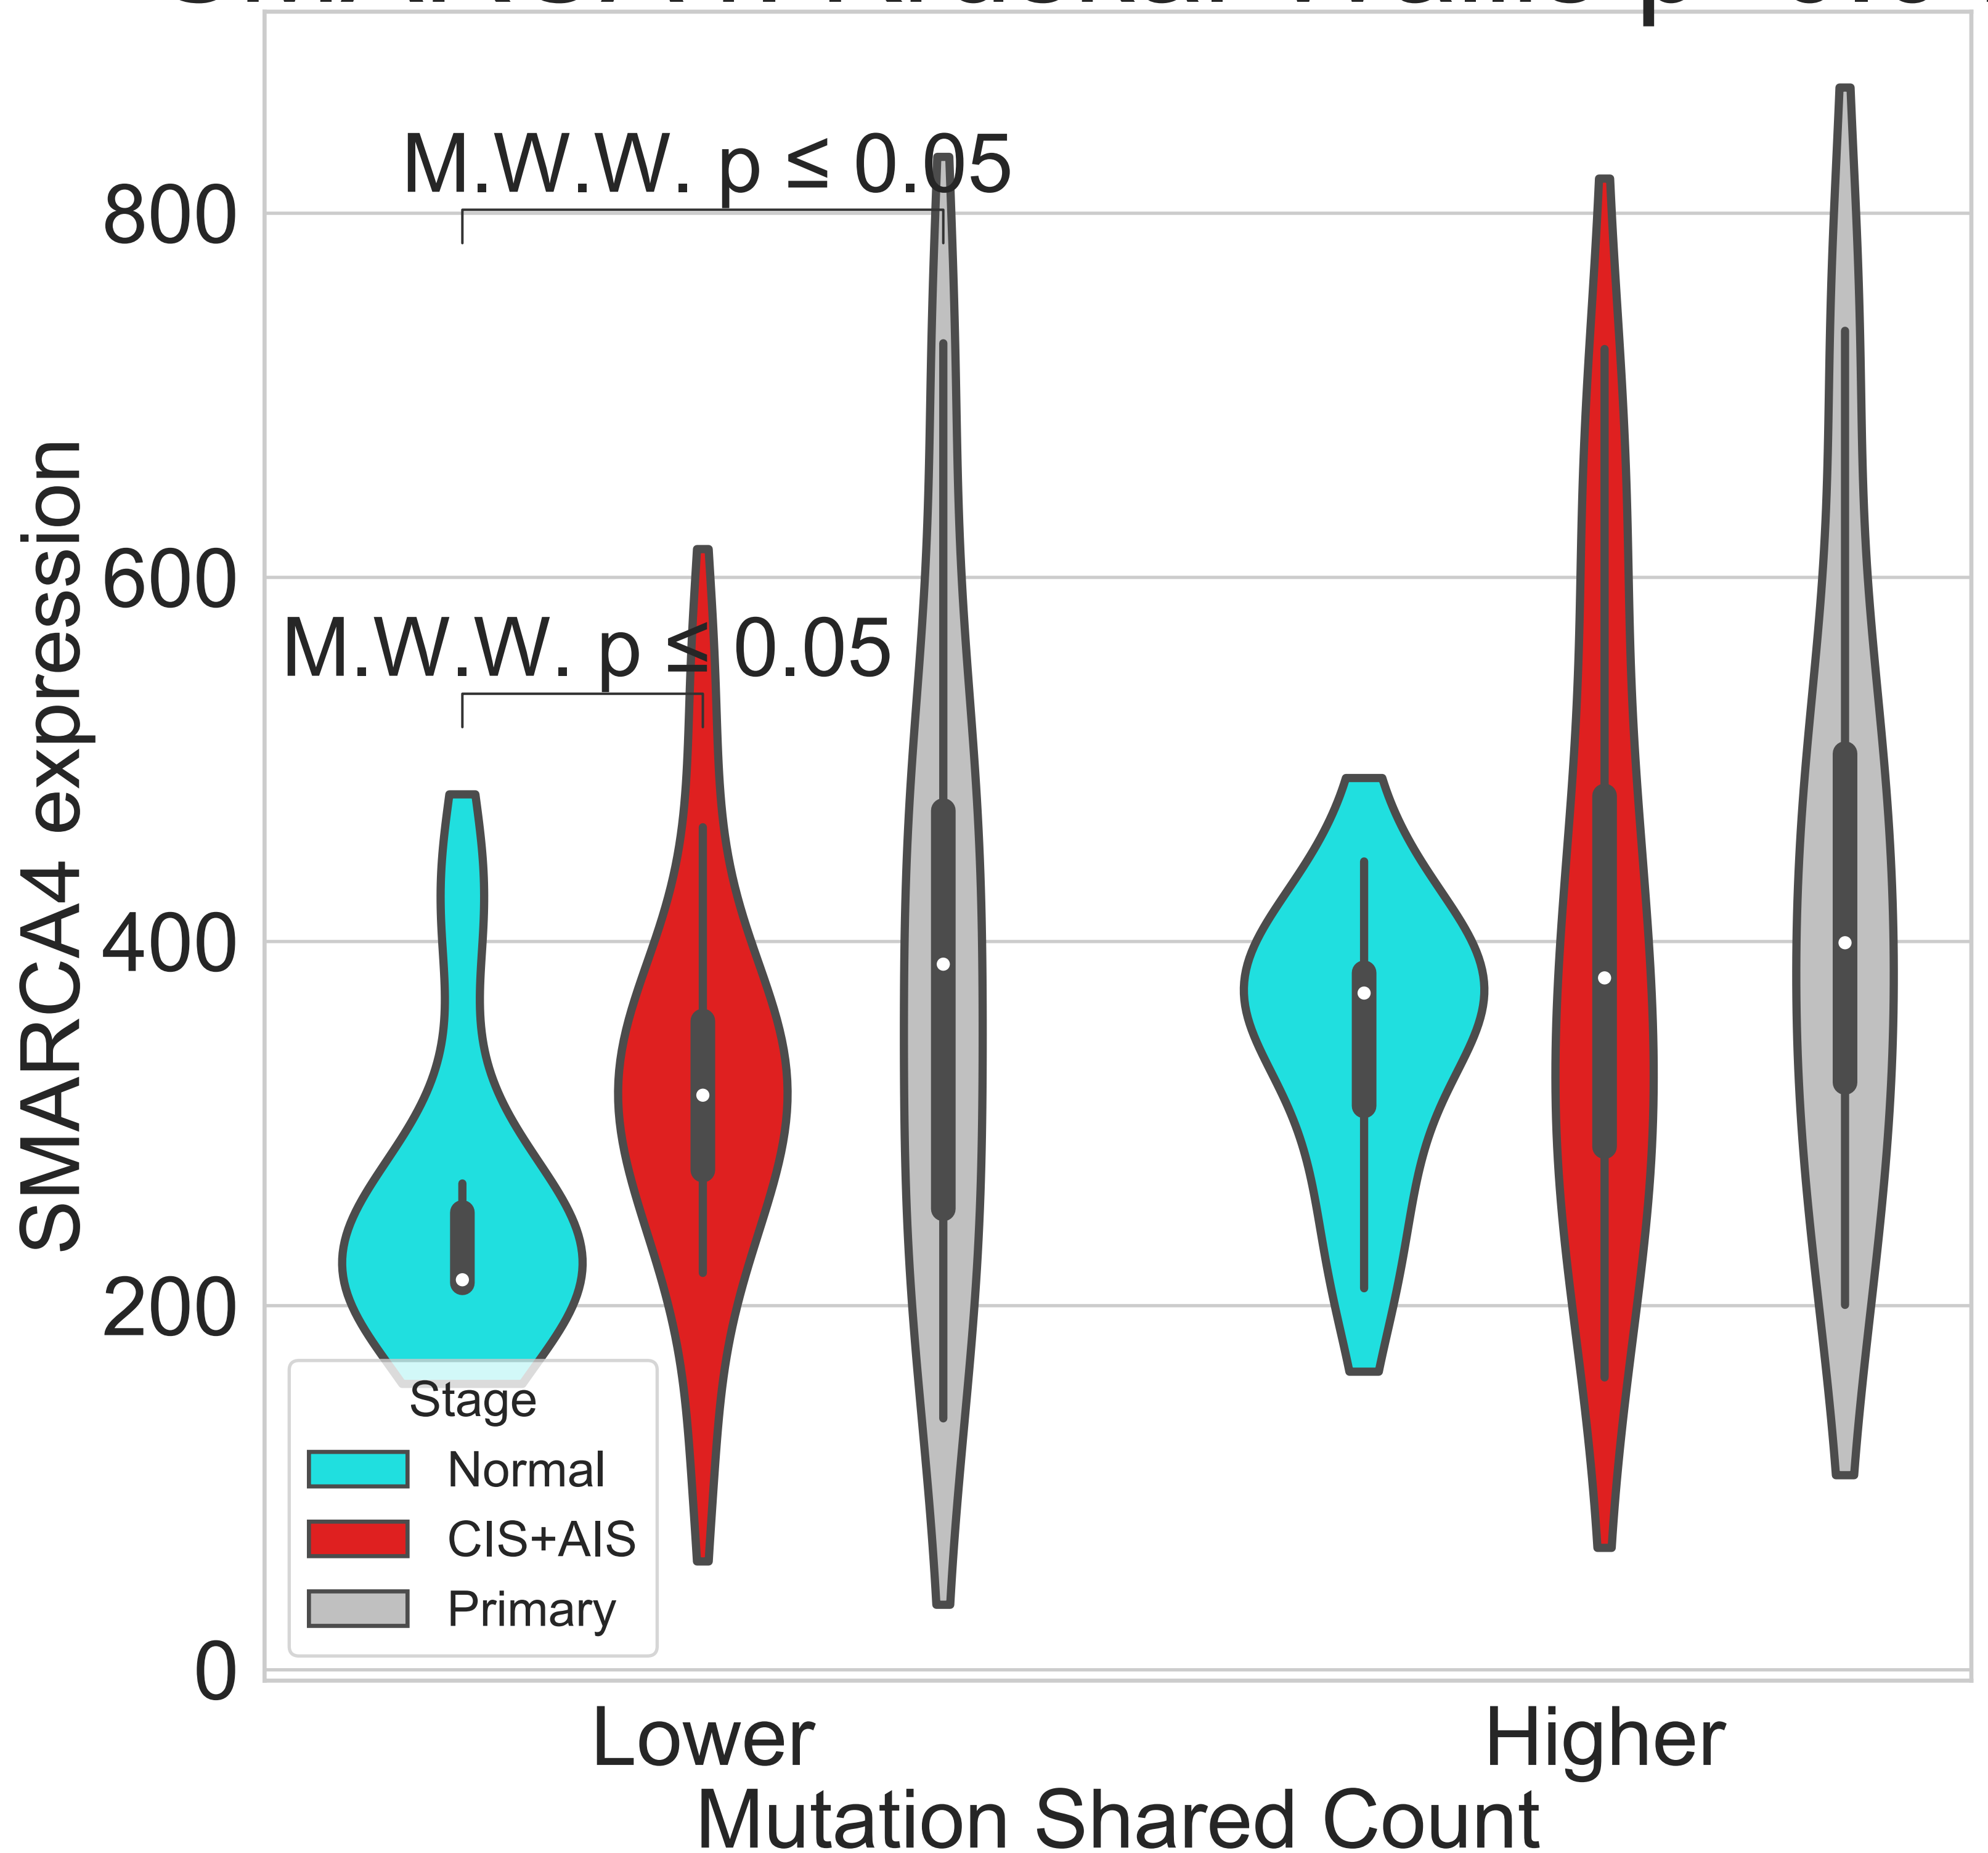 M.W.W. p ≤ 0.05
800
600
M.W.W. p ≤ 0.05
400
200
0
SMARCA4 expression
Stage
Normal
CIS+AIS
Primary
Lower
Higher
Mutation Shared Count